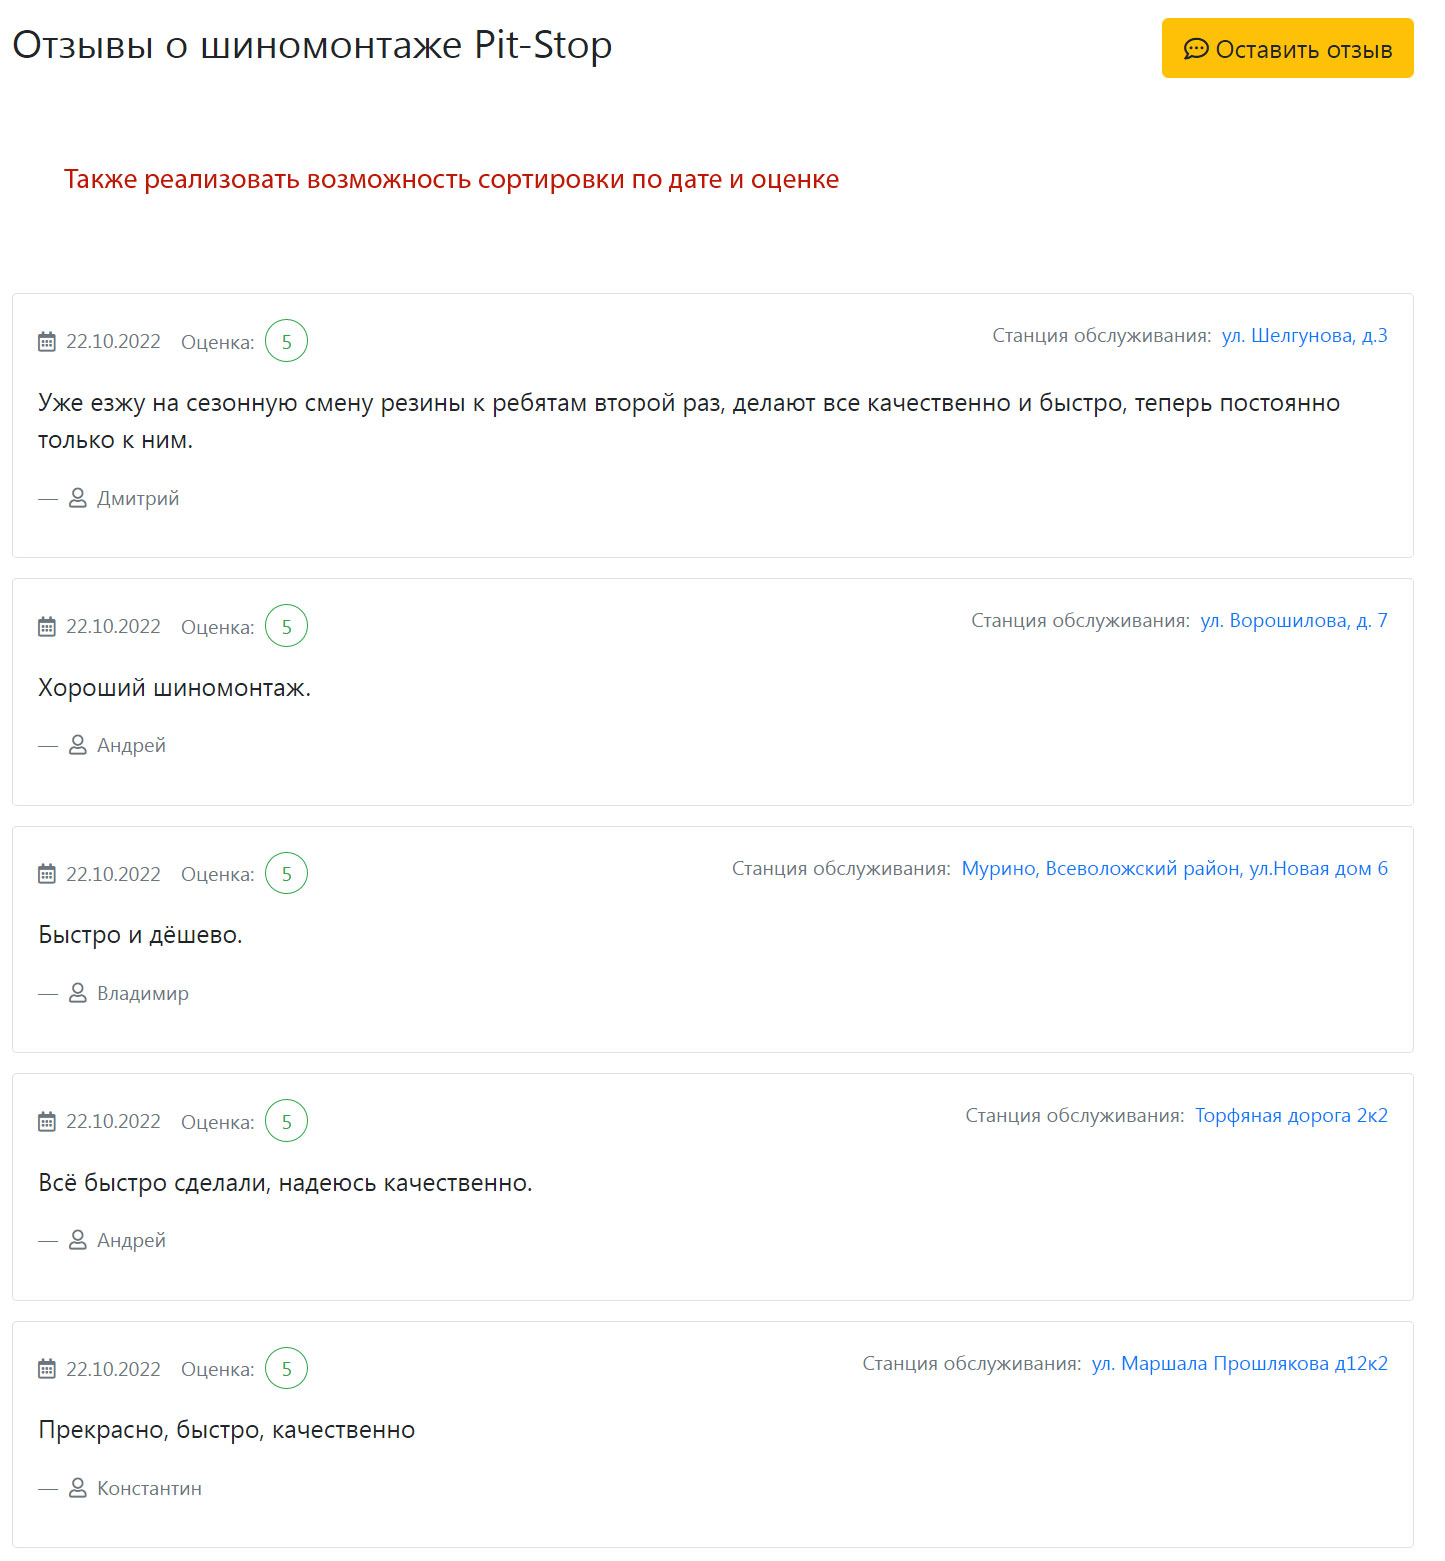 Отзывы о шиномонтаже Pit-Stop
Оставить отзыв
Также реализовать возможность сортировки по дате и оценке
22.10.2022 Оценка: 5 Станция обслуживания: ул. Шелгунова, д.3
Уже езжу на сезонную смену резины к ребятам второй раз, делают все качественно и быстро, теперь постоянно
только к ним.
— Дмитрий
22.10.2022 Оценка: 5 Станция обслуживания: ул. Ворошилова, д. 7
Хороший шиномонтаж.
— Андрей
22.10.2022 Оценка: 5 Станция обслуживания: Мурино, Всеволожский район, ул.Новая дом 6
Быстро и дёшево.
— Владимир
22.10.2022 Оценка: 5 Станция обслуживания: Торфяная дорога 2к2
Всё быстро сделали, надеюсь качественно.
— Андрей
22.10.2022 Оценка: 5 Станция обслуживания: ул. Маршала Прошлякова д12к2
Прекрасно, быстро, качественно
— Константин